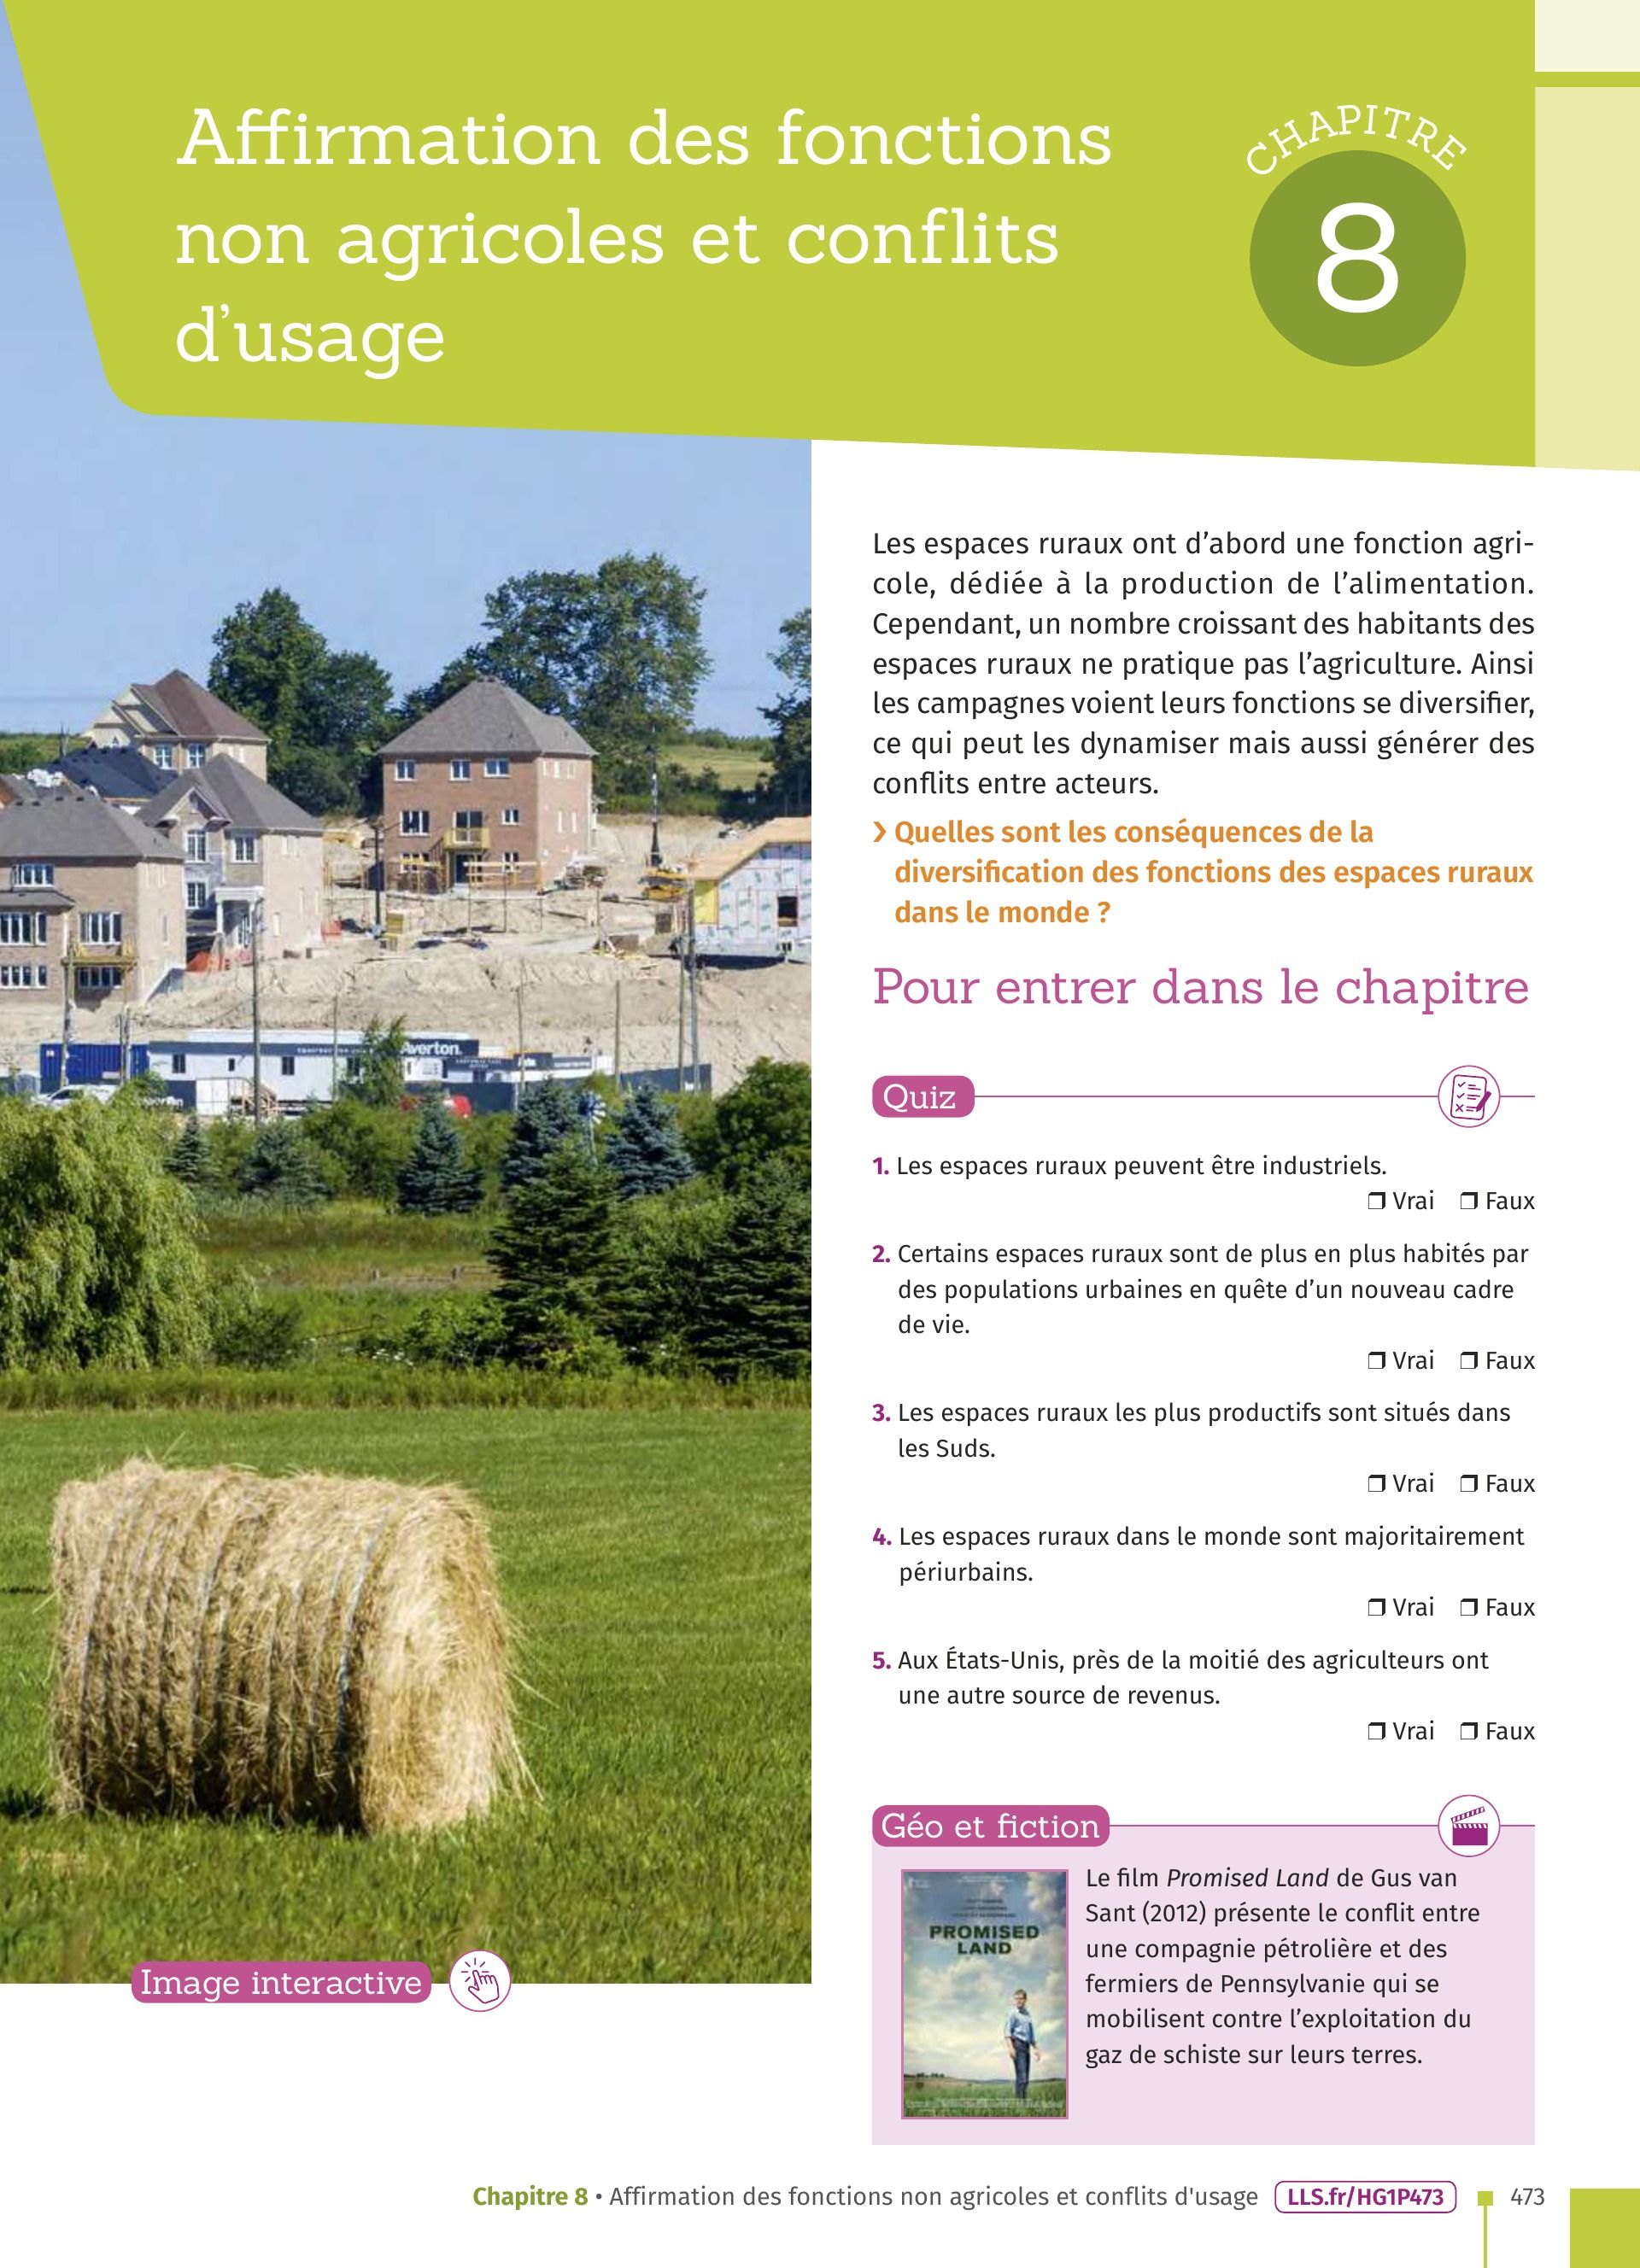 Affirmation des fonctions
non agricoles et conflits
d’usage
CHAPITRE
8
Les espaces ruraux ont d’abord une fonction agri-
cole, dédiée à la production de l’alimentation.
Cependant, un nombre croissant des habitants des
espaces ruraux ne pratique pas l’agriculture. Ainsi
les campagnes voient leurs fonctions se diversifier,
ce qui peut les dynamiser mais aussi générer des
conflits entre acteurs.
› Quelles sont les conséquences de la
diversification des fonctions des espaces ruraux
dans le monde ?
Pour entrer dans le chapitre
Quiz
1. Les espaces ruraux peuvent être industriels.
❒ Vrai ❒ Faux
2. Certains espaces ruraux sont de plus en plus habités par
des populations urbaines en quête d’un nouveau cadre
de vie.
❒ Vrai ❒ Faux
3. Les espaces ruraux les plus productifs sont situés dans
les Suds.
❒ Vrai ❒ Faux
4. Les espaces ruraux dans le monde sont majoritairement
périurbains.
❒ Vrai ❒ Faux
5. Aux États-Unis, près de la moitié des agriculteurs ont
une autre source de revenus.
❒ Vrai ❒ Faux
Géo et fiction
PROMISED
LAND
Le film Promised Land de Gus van
Sant (2012) présente le conflit entre
une compagnie pétrolière et des
fermiers de Pennsylvanie qui se
mobilisent contre l’exploitation du
gaz de schiste sur leurs terres.
Averton
Image interactive
Chapitre 8 • Affirmation des fonctions non agricoles et conflits d'usage LLS.fr/HG1P473 473